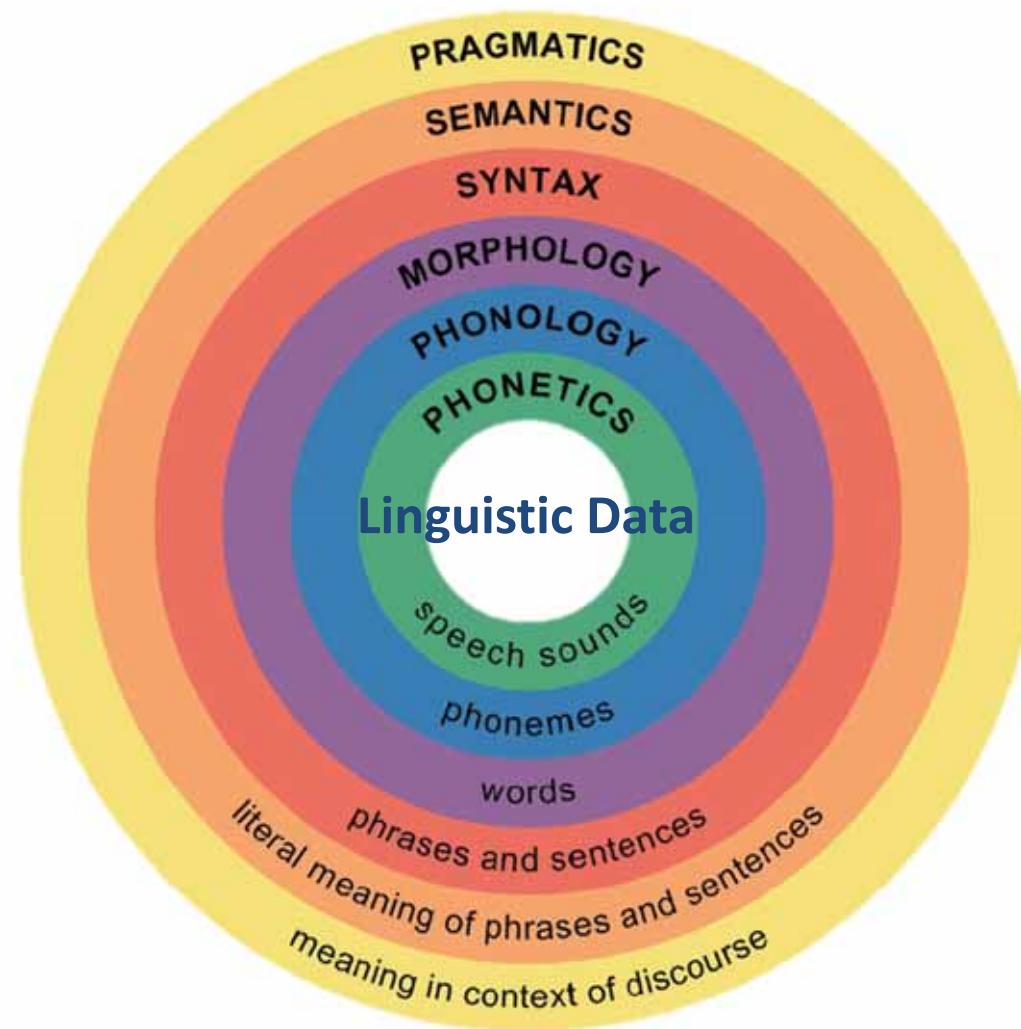 PRAGMATICS
SEMANTICS
SYNTAX
MORPHOLOGY
PHONOLOGY
PHONETICS
Linguistic Data
speech sounds
phonemes
words
phrases and sentences
literal meaning of phrases and sentences
meaning in context of discourse